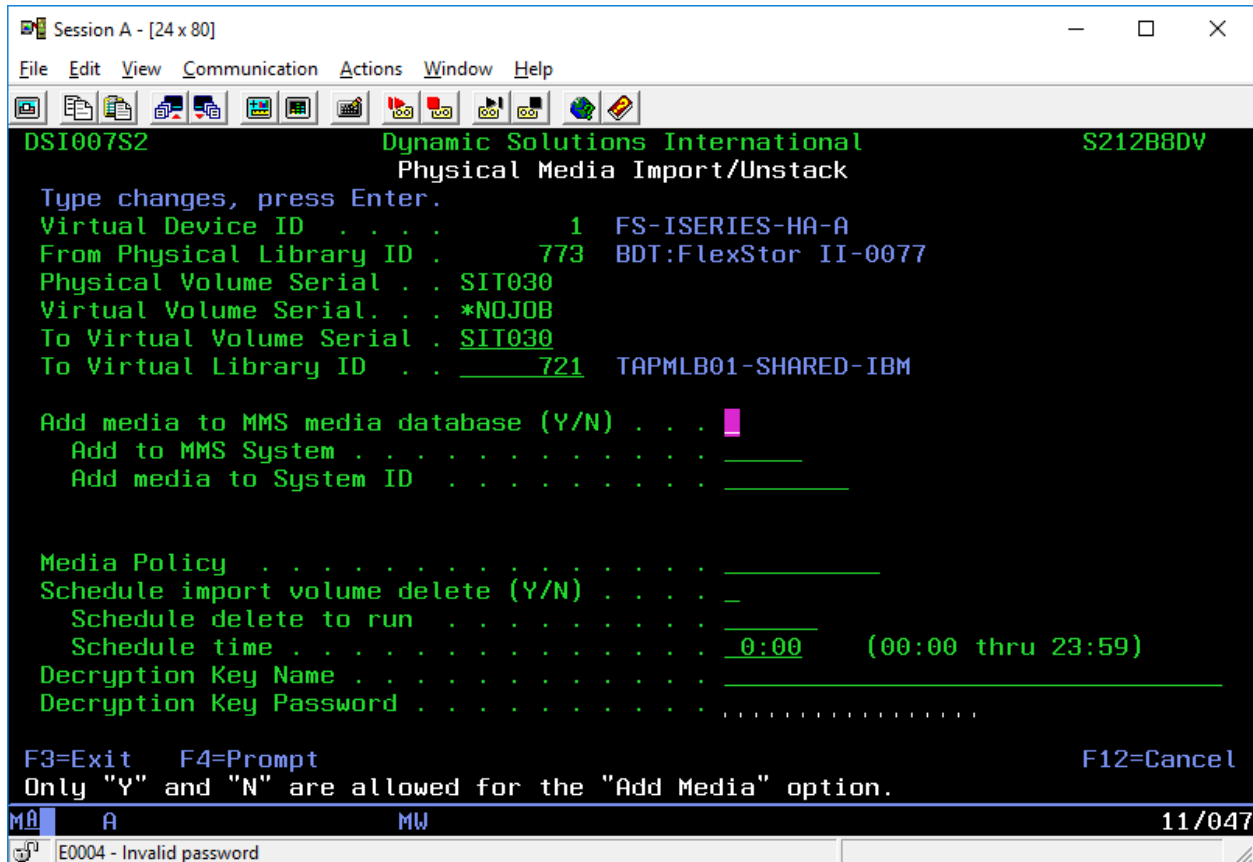 Session A - [24 x 80]
File Edit View Communication Actions Window Help
DSI007S2 Dynamic Solutions International S212B8DV
Physical Media Import/Unstack
Type changes, press Enter.
Virtual Device ID . . . . 1 FS-ISERIES-HA-A
From Physical Library ID . 773 BDT:FlexStor II-0077
Physical Volume Serial . . SIT030
Virtual Volume Serial. . . *NOJOB
To Virtual Volume Serial . SIT030
To Virtual Library ID . . 721 TAPMLB01-SHARED-IBM
Add media to MMS media database (Y/N) . . .
Add to MMS System . . . . . . . . . . . .
Add media to System ID . . . . . . . . .
Media Policy . . . . . . . . . . . . . . .
Schedule import volume delete (Y/N) . . . .
Schedule delete to run . . . . . . . . .
Schedule time . . . . . . . . . . . . . . 0:00 (00:00 thru 23:59)
Decryption Key Name . . . . . . . . . . . .
Decryption Key Password . . . . . . . . . .
F3=Exit F4=Prompt F12=Cancel
Only "Y" and "N" are allowed for the "Add Media" option.
MA A MW 11/047
E0004 - Invalid password